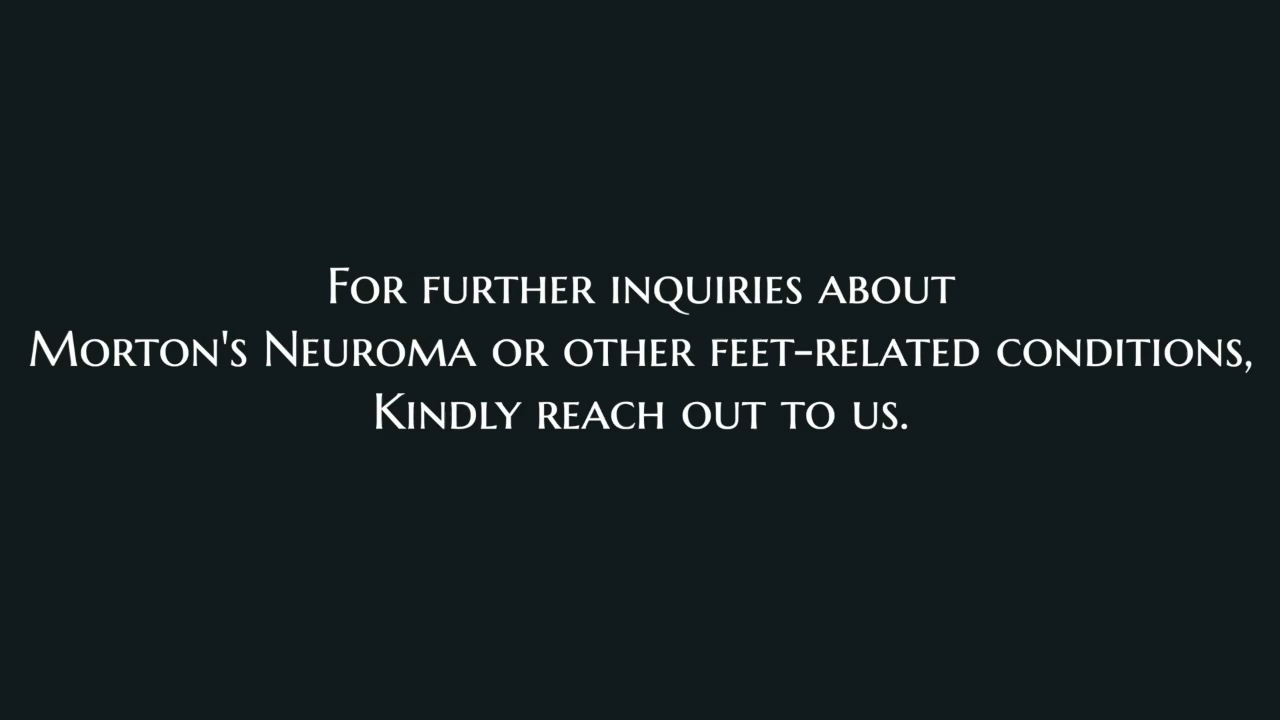 For further inquiries about
Morton's Neuroma or other feet-related conditions,
Kindly reach out to us.